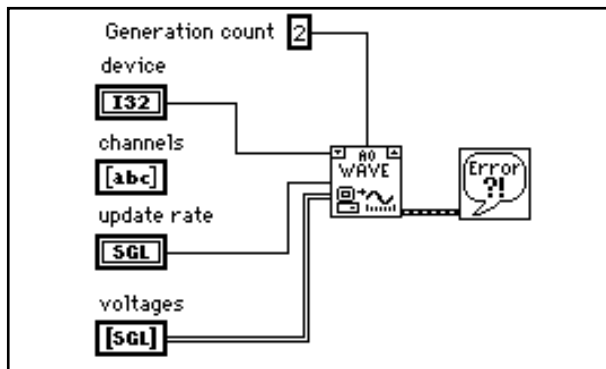 Generation count 2
device
I32
channels
[abc]
update rate
SGL
voltages
[SGL]
AO
WAVE
Error
?!